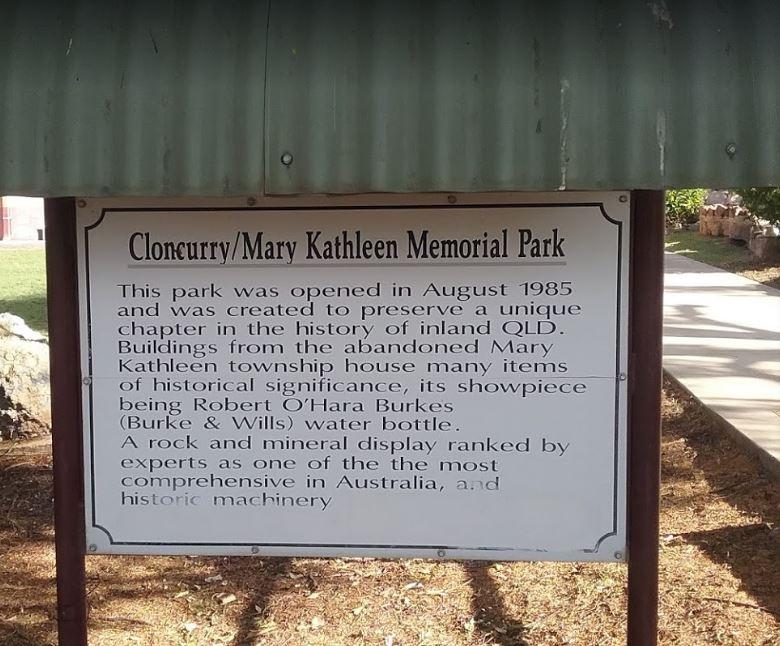 Cloncurry/Mary Kathleen Memorial Park
This park was opened in August 1985
and was created to preserve a unique
chapter in the history of inland QLD.
Buildings from the abandoned Mary
Kathleen township house many items
of historical significance, its showpiece
being Robert O'Hara Burkes
(Burke & Wills) water bottle.
A rock and mineral display ranked by
experts as one of the the most
comprehensive in Australia, and
historic machinery